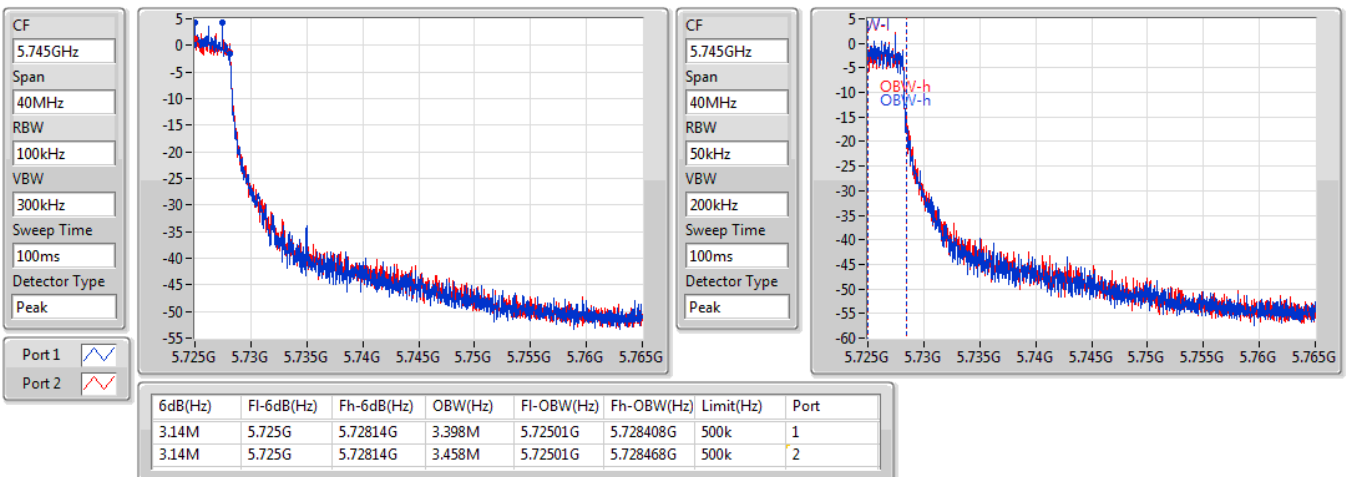 CF
5.745GHz
Span
40MHz
RBW
100kHz
VBW
300kHz
Sweep Time
100ms
Detector Type
Peak
Port 1
Port 2
5
0
-5
-10
-15
-20
-25
-30
-35
-40
-45
-50
-55
5.725G 5.73G 5.735G 5.74G 5.745G 5.75G 5.755G 5.76G 5.765G
CF
5.745GHz
Span
40MHz
RBW
50kHz
VBW
200kHz
Sweep Time
100ms
Detector Type
Peak
5
0
-5
-10
-15
-20
-25
-30
-35
-40
-45
-50
-55
-60
OBW-h
OBW-h
5.725G 5.73G 5.735G 5.74G 5.745G 5.75G 5.755G 5.76G 5.765G
6dB(Hz) Fl-6dB(Hz) Fh-6dB(Hz) OBW(Hz) Fl-OBW(Hz) Fh-OBW(Hz) Limit(Hz) Port
3.14M 5.725G 5.72814G 3.398M 5.72501G 5.728408G 500k 1
3.14M 5.725G 5.72814G 3.458M 5.72501G 5.728468G 500k 2